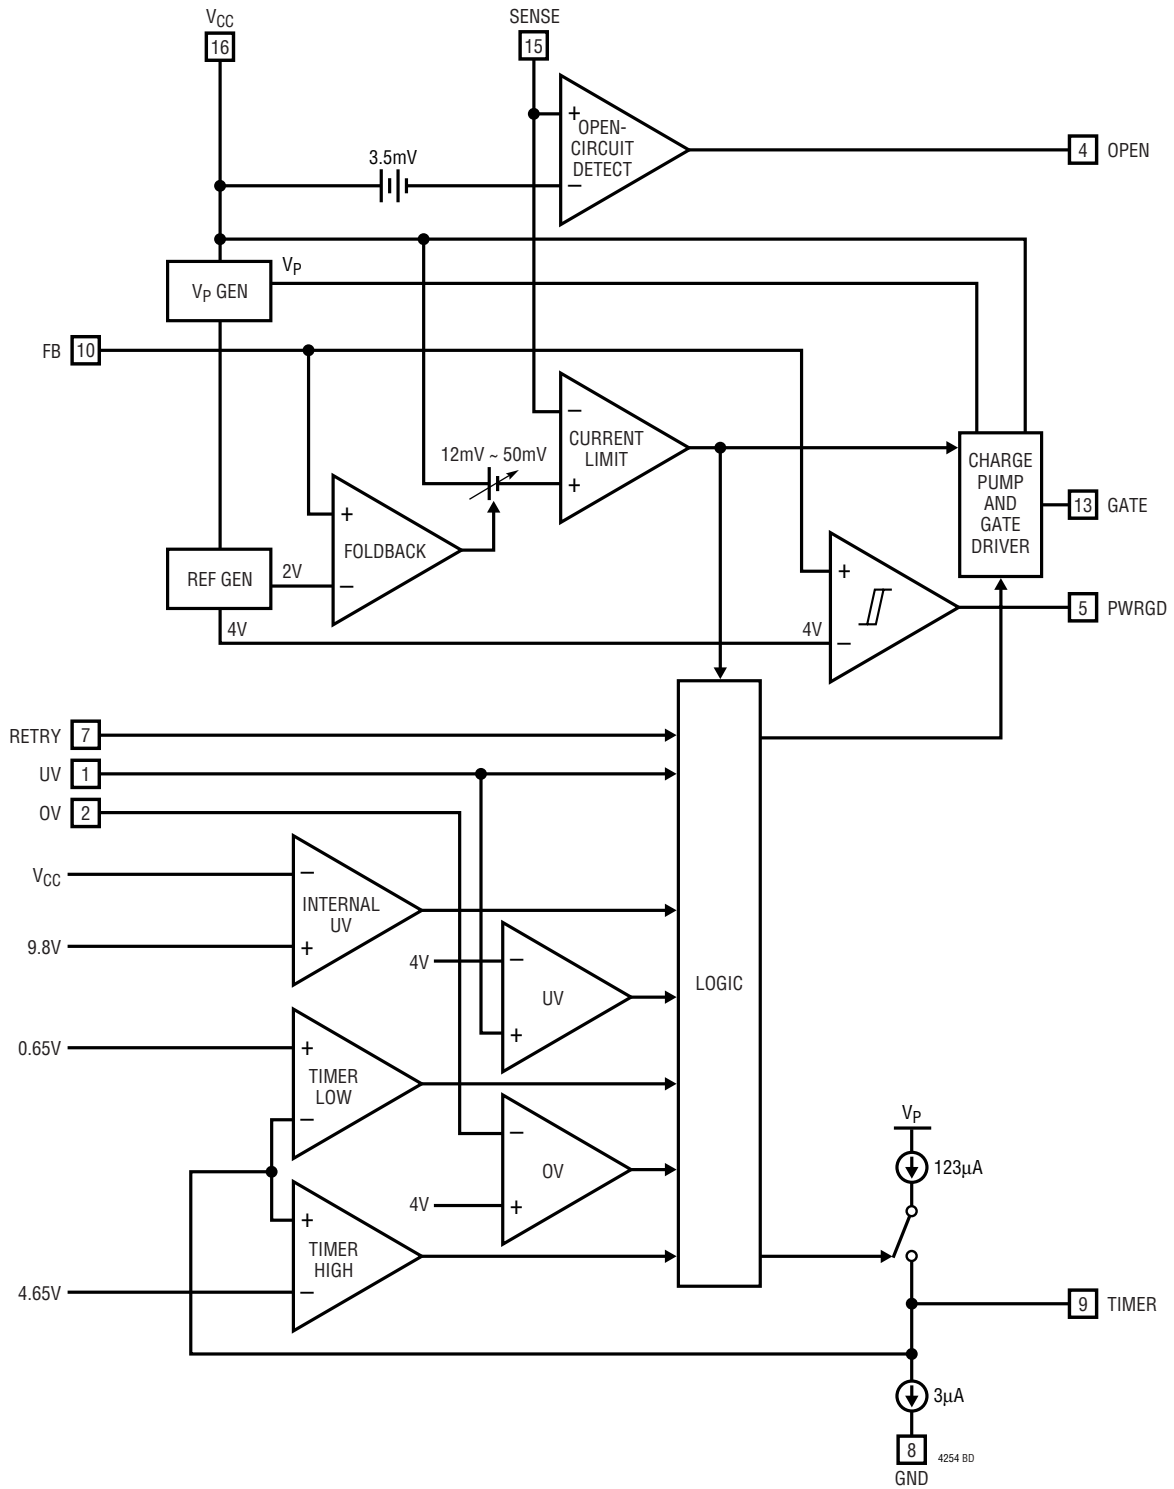 VCC
16
SENSE
15
+
OPEN-
CIRCUIT
DETECT
−
4 OPEN
3.5mV
VP GEN
VP
FB 10
−
CURRENT
LIMIT
+
12mV ~ 50mV
CHARGE
PUMP
AND
GATE
DRIVER
13 GATE
+
FOLDBACK
−
REF GEN
2V
4V
4V
+
−
5 PWRGD
RETRY 7
UV 1
OV 2
VCC
−
INTERNAL
UV
+
9.8V
4V
−
UV
+
LOGIC
0.65V
+
TIMER
LOW
−
−
OV
+
4V
+
TIMER
HIGH
−
4.65V
VP
123µA
9 TIMER
3µA
8
GND
4254 BD